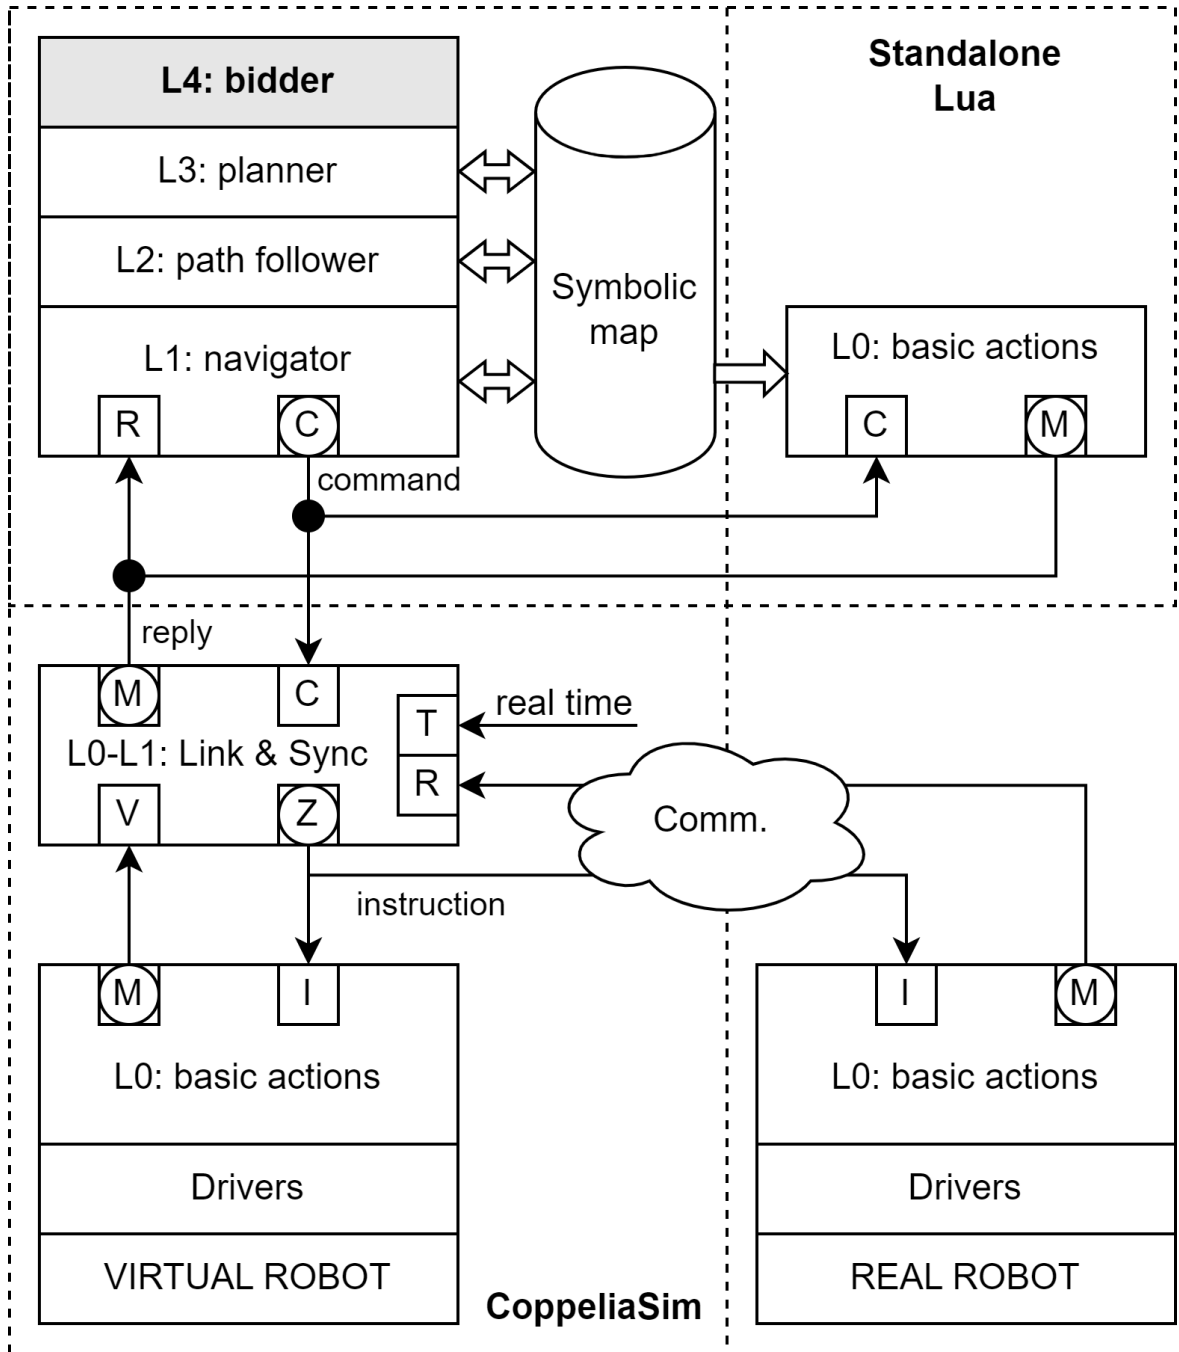 L4: bidder
Standalone
Lua
L3: planner
L2: path follower
Symbolic
map
L1: navigator
L0: basic actions
R
C
C
M
command
reply
M
C
T
real time
L0-L1: Link & Sync
R
V
Z
Comm.
instruction
M
I
I
M
L0: basic actions
L0: basic actions
Drivers
Drivers
VIRTUAL ROBOT
REAL ROBOT
CoppeliaSim